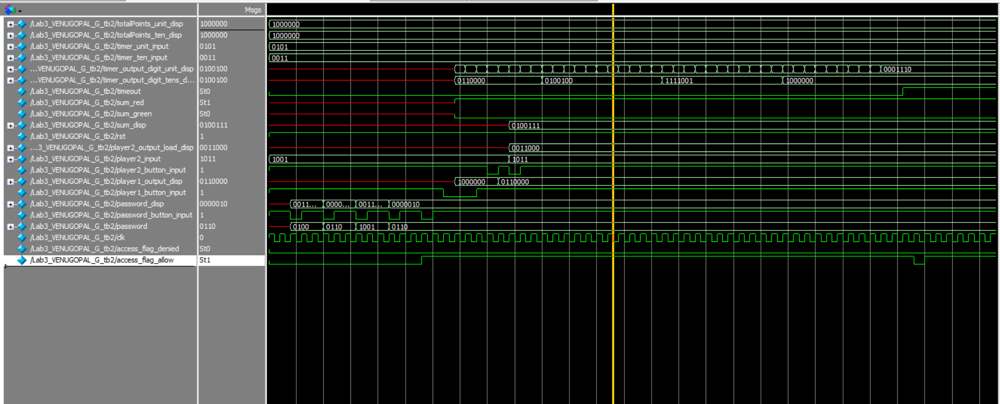 Msgs
/Lab3_VENUGOPAL_G_tb2/totalPoints_unit_disp 1000000 1000000
/Lab3_VENUGOPAL_G_tb2/totalPoints_ten_disp 1000000 1000000
/Lab3_VENUGOPAL_G_tb2/timer_unit_input 0101 0101
/Lab3_VENUGOPAL_G_tb2/timer_ten_input 0011 0011
...VENUGOPAL_G_tb2/timer_output_digit_unit_disp 0100100 0001110
...VENUGOPAL_G_tb2/timer_output_digit_tens_d... 0100100 0110000 0100100 1111001 1000000
/Lab3_VENUGOPAL_G_tb2/timeout St0
/Lab3_VENUGOPAL_G_tb2/sum_red St1
/Lab3_VENUGOPAL_G_tb2/sum_green St0
/Lab3_VENUGOPAL_G_tb2/sum_disp 0100111 0100111
/Lab3_VENUGOPAL_G_tb2/rst 1
...3_VENUGOPAL_G_tb2/player2_output_load_disp 0011000 0011000
/Lab3_VENUGOPAL_G_tb2/player2_input 1011 1001 1011
/Lab3_VENUGOPAL_G_tb2/player2_button_input 1
/Lab3_VENUGOPAL_G_tb2/player1_output_disp 0110000 1000000 0110000
/Lab3_VENUGOPAL_G_tb2/player1_button_input 1
/Lab3_VENUGOPAL_G_tb2/password_disp 0000010 0011... 0000... 0011... 0000010
/Lab3_VENUGOPAL_G_tb2/password_button_input 1
/Lab3_VENUGOPAL_G_tb2/password 0110 0100 0110 1001 0110
/Lab3_VENUGOPAL_G_tb2/clk 0
/Lab3_VENUGOPAL_G_tb2/access_flag_denied St0
/Lab3_VENUGOPAL_G_tb2/access_flag_allow St1